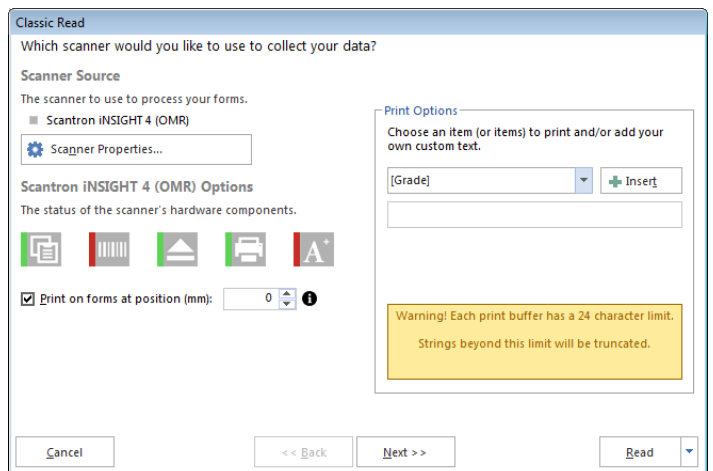 Classic Read
Which scanner would you like to use to collect your data?
Scanner Source
The scanner to use to process your forms.
Scantron iNSIGHT 4 (OMR)
Scanner Properties...
Scantron iNSIGHT 4 (OMR) Options
The status of the scanner's hardware components.
A+
Print on forms at position (mm):
0
Print Options
Choose an item (or items) to print and/or add your
own custom text.
[Grade]
Insert
Warning! Each print buffer has a 24 character limit.
Strings beyond this limit will be truncated.
Cancel
<< Back
Next >>
Read